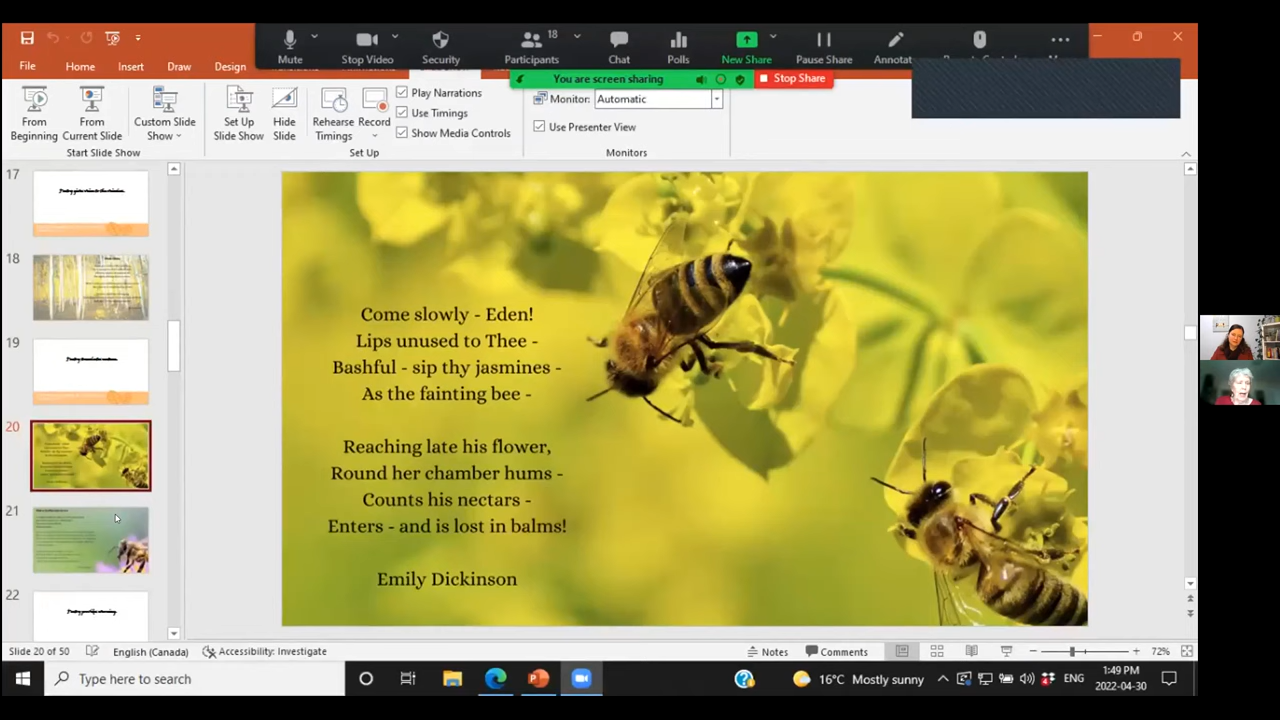 Mute
Stop Video
Security
18
Participants
Chat
Polls
New Share
Pause Share
Annotat
You are screen sharing
Stop Share
File
Home
Insert
Draw
Design
From Beginning
From Current Slide
Custom Slide Show
Set Up Slide Show
Hide Slide
Rehearse Timings
Record
Play Narrations
Use Timings
Show Media Controls
Monitor:
Automatic
Use Presenter View
Start Slide Show
Set Up
Monitors
17
18
19
20
21
22
Come slowly - Eden!
Lips unused to Thee -
Bashful - sip thy jasmines -
As the fainting bee -
Reaching late his flower,
Round her chamber hums -
Counts his nectars -
Enters - and is lost in balms!
Emily Dickinson
Slide 20 of 50
English (Canada)
Accessibility: Investigate
Notes
Comments
72%
Type here to search
16°C Mostly sunny
ENG
1:49 PM
2022-04-30